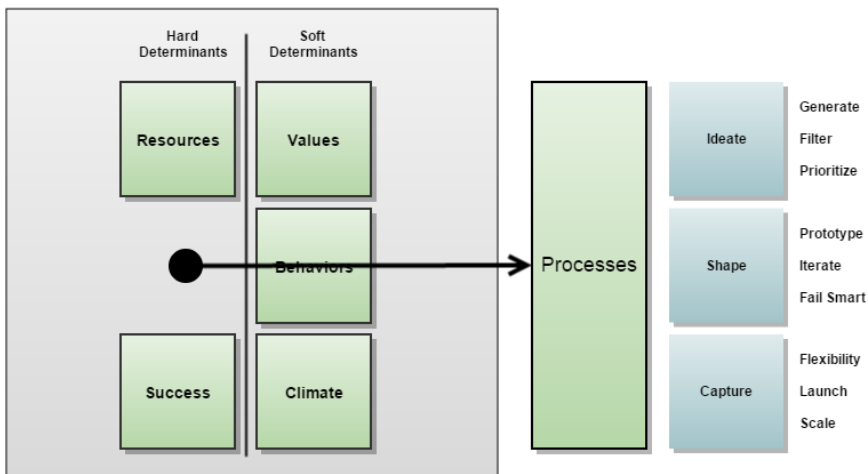 Hard
Determinants
Soft
Determinants
Resources
Values
Behaviors
Success
Climate
Processes
Ideate
Generate
Filter
Prioritize
Shape
Prototype
Iterate
Fail Smart
Capture
Flexibility
Launch
Scale